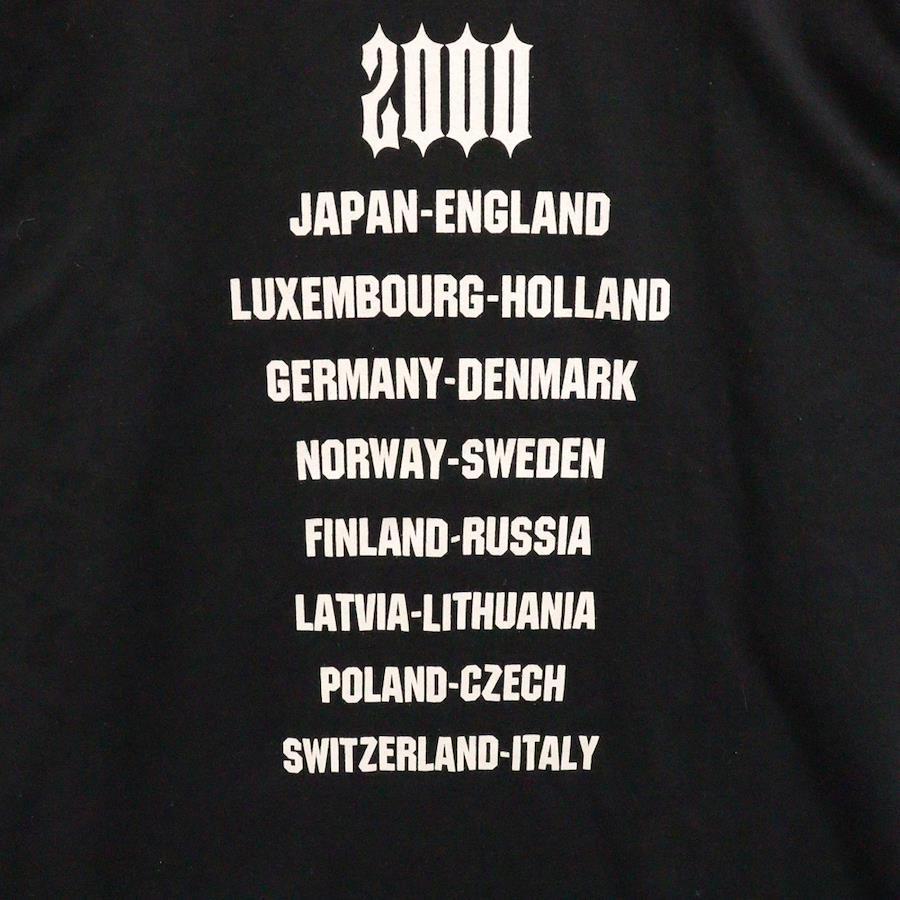 2000
JAPAN-ENGLAND
LUXEMBOURG-HOLLAND
GERMANY-DENMARK
NORWAY-SWEDEN
FINLAND-RUSSIA
LATVIA-LITHUANIA
POLAND-CZECH
SWITZERLAND-ITALY